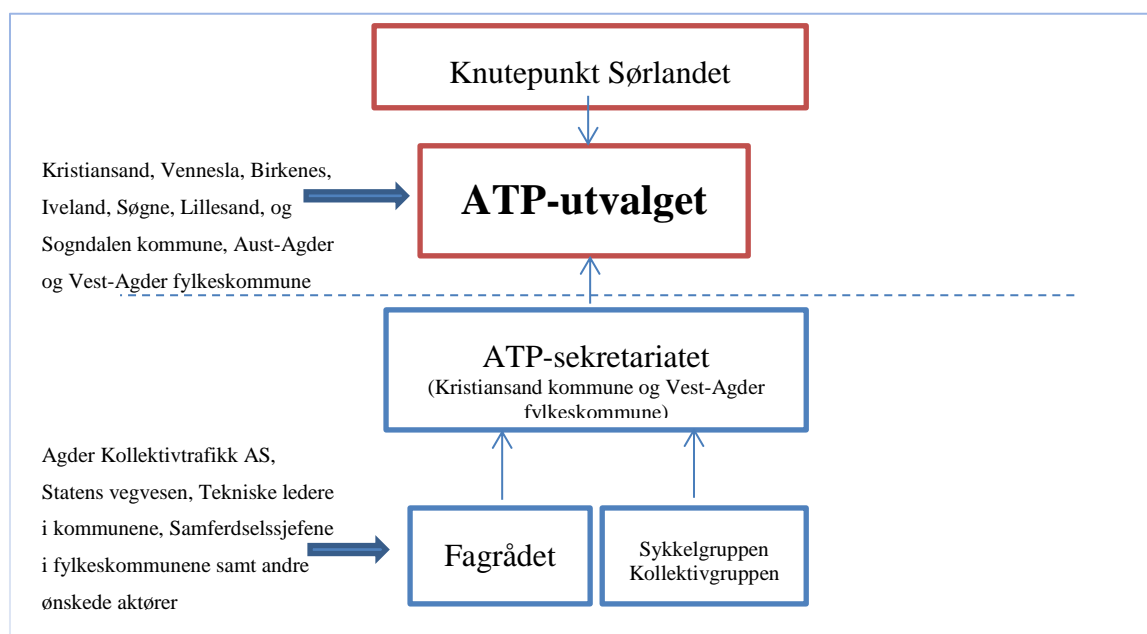 Knutepunkt Sørlandet
Kristiansand, Vennesla, Birkenes,
Iveland, Søgne, Lillesand, og
Sogndalen kommune, Aust-Agder
og Vest-Agder fylkeskommune
ATP-utvalget
ATP-sekretariatet
(Kristiansand kommune og Vest-Agder
fylkeskommune)
Agder Kollektivtrafikk AS,
Statens vegvesen, Tekniske ledere
i kommunene, Samferdselssjefene
i fylkeskommunene samt andre
ønskede aktører
Fagrådet
Sykkelgruppen
Kollektivgruppen